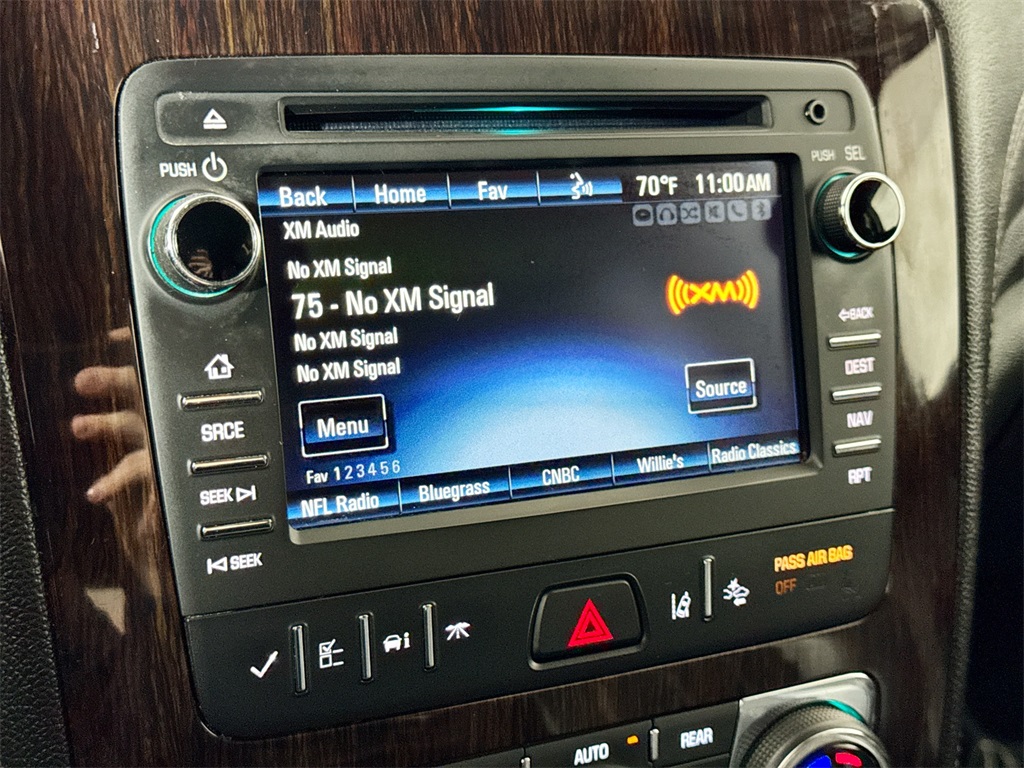 PUSH
PUSH SEL
Back Home Fav 70°F 11:00 AM
XM Audio
No XM Signal
75 - No XM Signal
((XM))
No XM Signal
No XM Signal
Menu
Source
Fav 1 2 3 4 5 6
NFL Radio Bluegrass CNBC Willie's Radio Classics
SRCE
SEEK
SEEK
BACK
DEST
NAV
RPT
PASS AIR BAG
OFF
AUTO
REAR